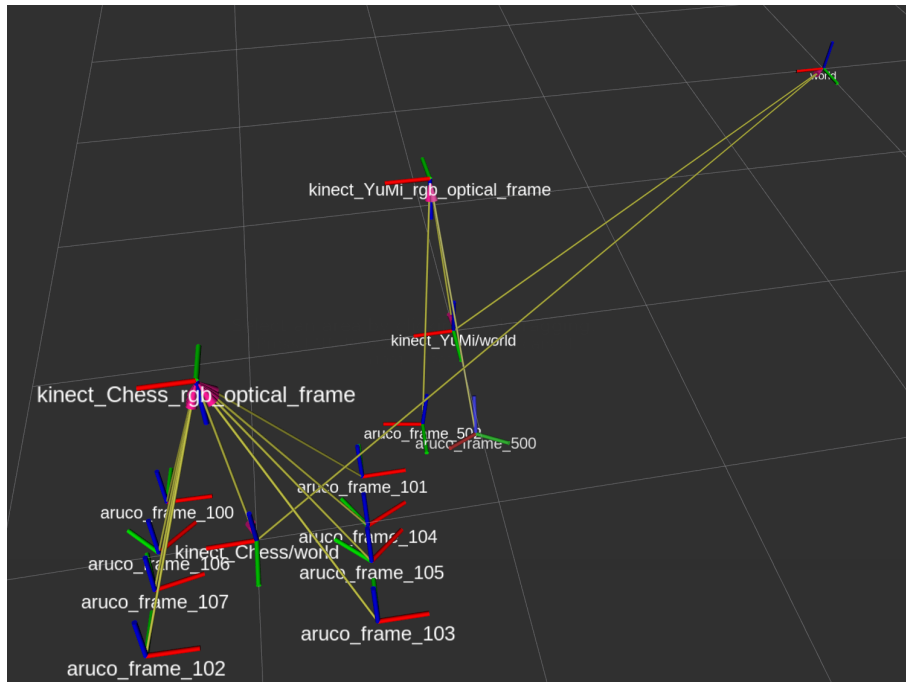 world
kinect_YuMi_rgb_optical_frame
kinect_YuMi/world
kinect_Chess_rgb_optical_frame
aruco_frame_500
aruco_frame_101
aruco_frame_100
aruco_frame_104
kinect_Chess/world
aruco_frame_106
aruco_frame_105
aruco_frame_107
aruco_frame_103
aruco_frame_102